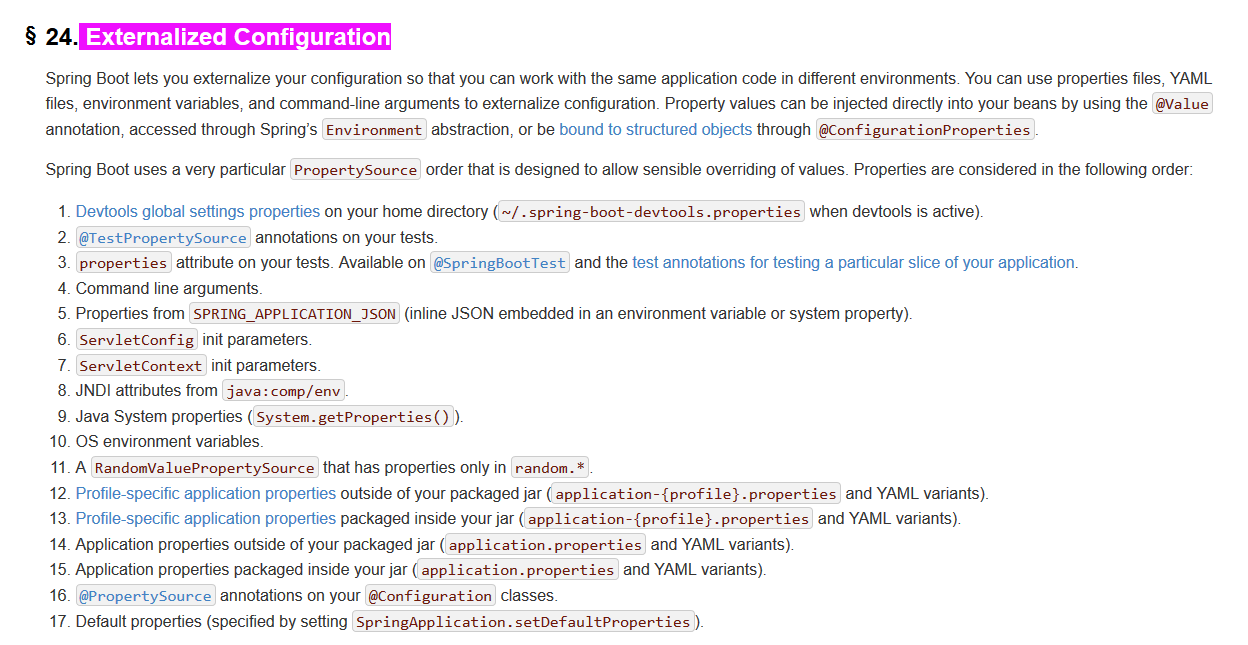 § 24. Externalized Configuration
Spring Boot lets you externalize your configuration so that you can work with the same application code in different environments. You can use properties files, YAML
files, environment variables, and command-line arguments to externalize configuration. Property values can be injected directly into your beans by using the @Value
annotation, accessed through Spring’s Environment abstraction, or be bound to structured objects through @ConfigurationProperties.
Spring Boot uses a very particular PropertySource order that is designed to allow sensible overriding of values. Properties are considered in the following order:
1. Devtools global settings properties on your home directory (~/.spring-boot-devtools.properties when devtools is active).
2. @TestPropertySource annotations on your tests.
3. properties attribute on your tests. Available on @SpringBootTest and the test annotations for testing a particular slice of your application.
4. Command line arguments.
5. Properties from SPRING_APPLICATION_JSON (inline JSON embedded in an environment variable or system property).
6. ServletConfig init parameters.
7. ServletContext init parameters.
8. JNDI attributes from java:comp/env.
9. Java System properties (System.getProperties()).
10. OS environment variables.
11. A RandomValuePropertySource that has properties only in random.*.
12. Profile-specific application properties outside of your packaged jar (application-{profile}.properties and YAML variants).
13. Profile-specific application properties packaged inside your jar (application-{profile}.properties and YAML variants).
14. Application properties outside of your packaged jar (application.properties and YAML variants).
15. Application properties packaged inside your jar (application.properties and YAML variants).
16. @PropertySource annotations on your @Configuration classes.
17. Default properties (specified by setting SpringApplication.setDefaultProperties).